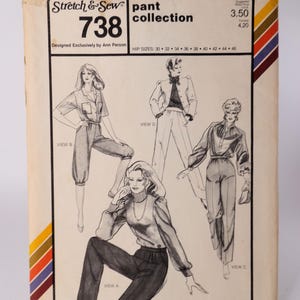 Stretch & Sew
738
Designed Exclusively by Ann Person
pant
collection
3.50
4.20
HIP SIZES: 30 • 32 • 34 • 36 • 38 • 40 • 42 • 44 • 46
VIEW B
VIEW D
VIEW C
VIEW A